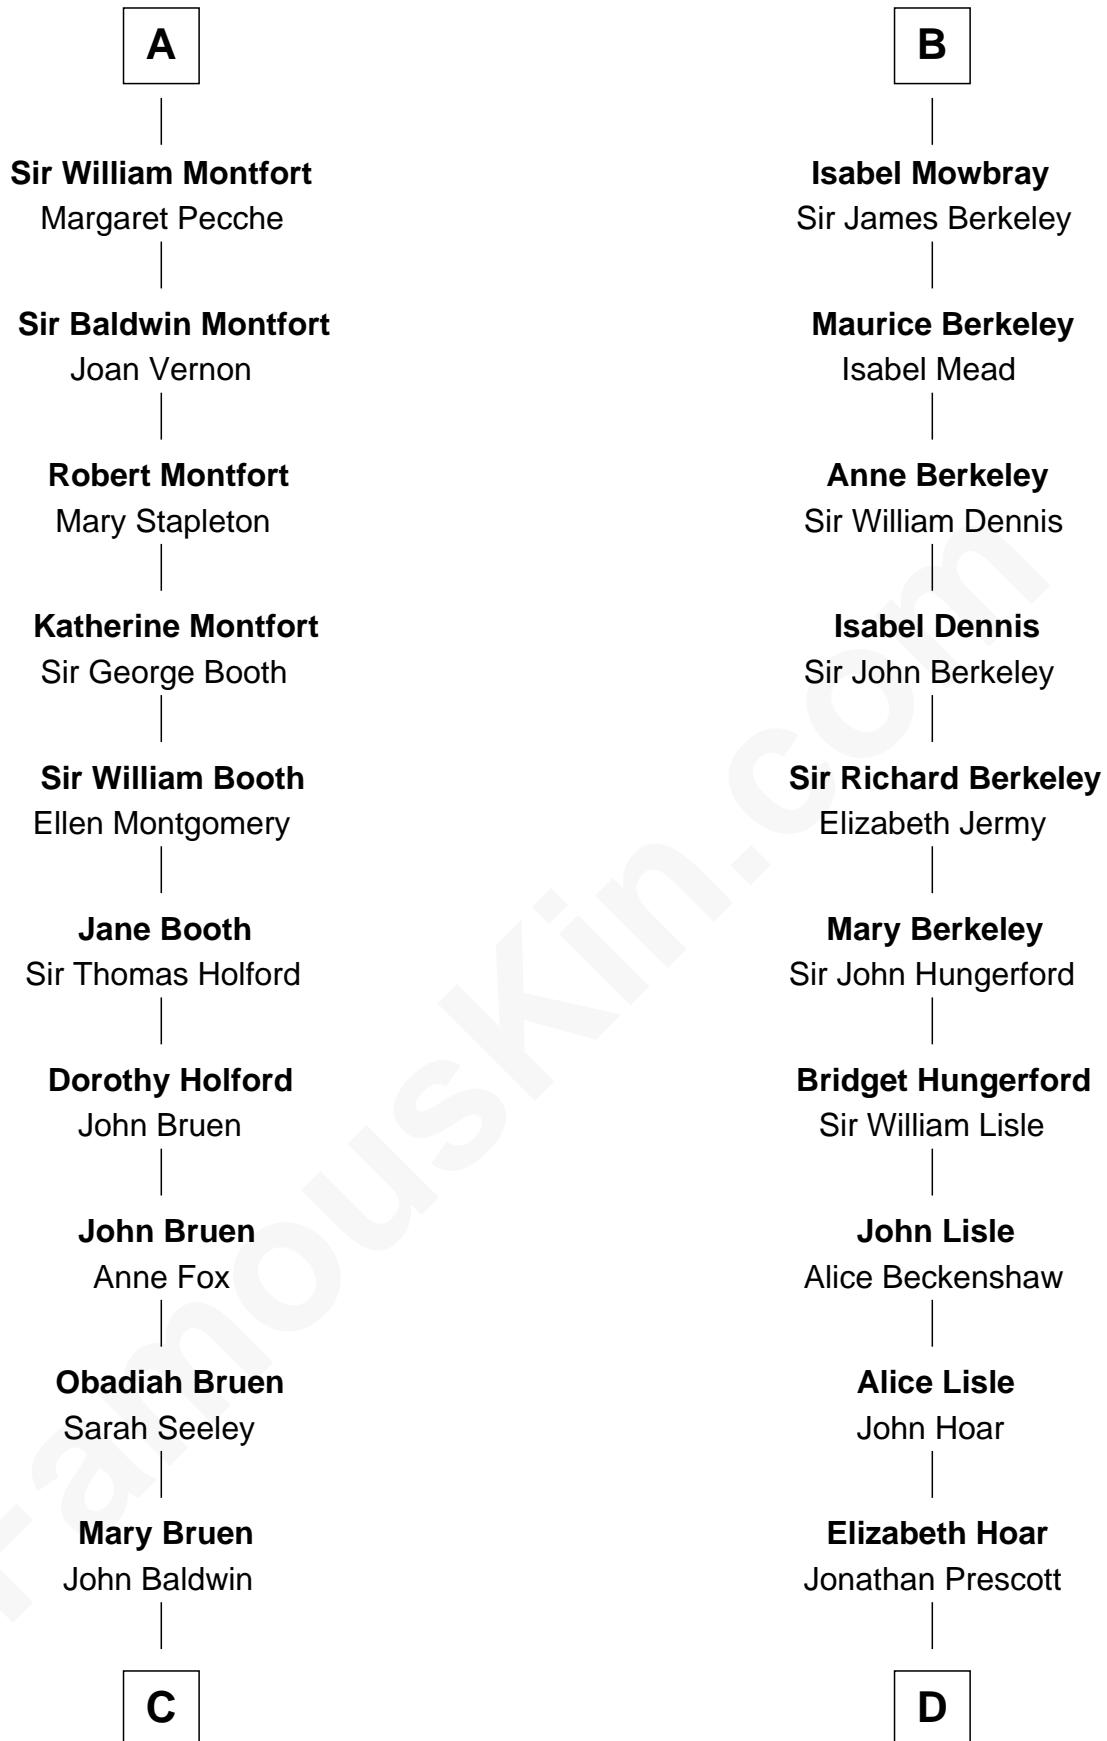 A
Sir William Montfort
Margaret Pecche
Sir Baldwin Montfort
Joan Vernon
Robert Montfort
Mary Stapleton
Katherine Montfort
Sir George Booth
Sir William Booth
Ellen Montgomery
Jane Booth
Sir Thomas Holford
Dorothy Holford
John Bruen
John Bruen
Anne Fox
Obadiah Bruen
Sarah Seeley
Mary Bruen
John Baldwin
C
B
Isabel Mowbray
Sir James Berkeley
Maurice Berkeley
Isabel Mead
Anne Berkeley
Sir William Dennis
Isabel Dennis
Sir John Berkeley
Sir Richard Berkeley
Elizabeth Jermy
Mary Berkeley
Sir John Hungerford
Bridget Hungerford
Sir William Lisle
John Lisle
Alice Beckenshaw
Alice Lisle
John Hoar
Elizabeth Hoar
Jonathan Prescott
D
FamousKin.com